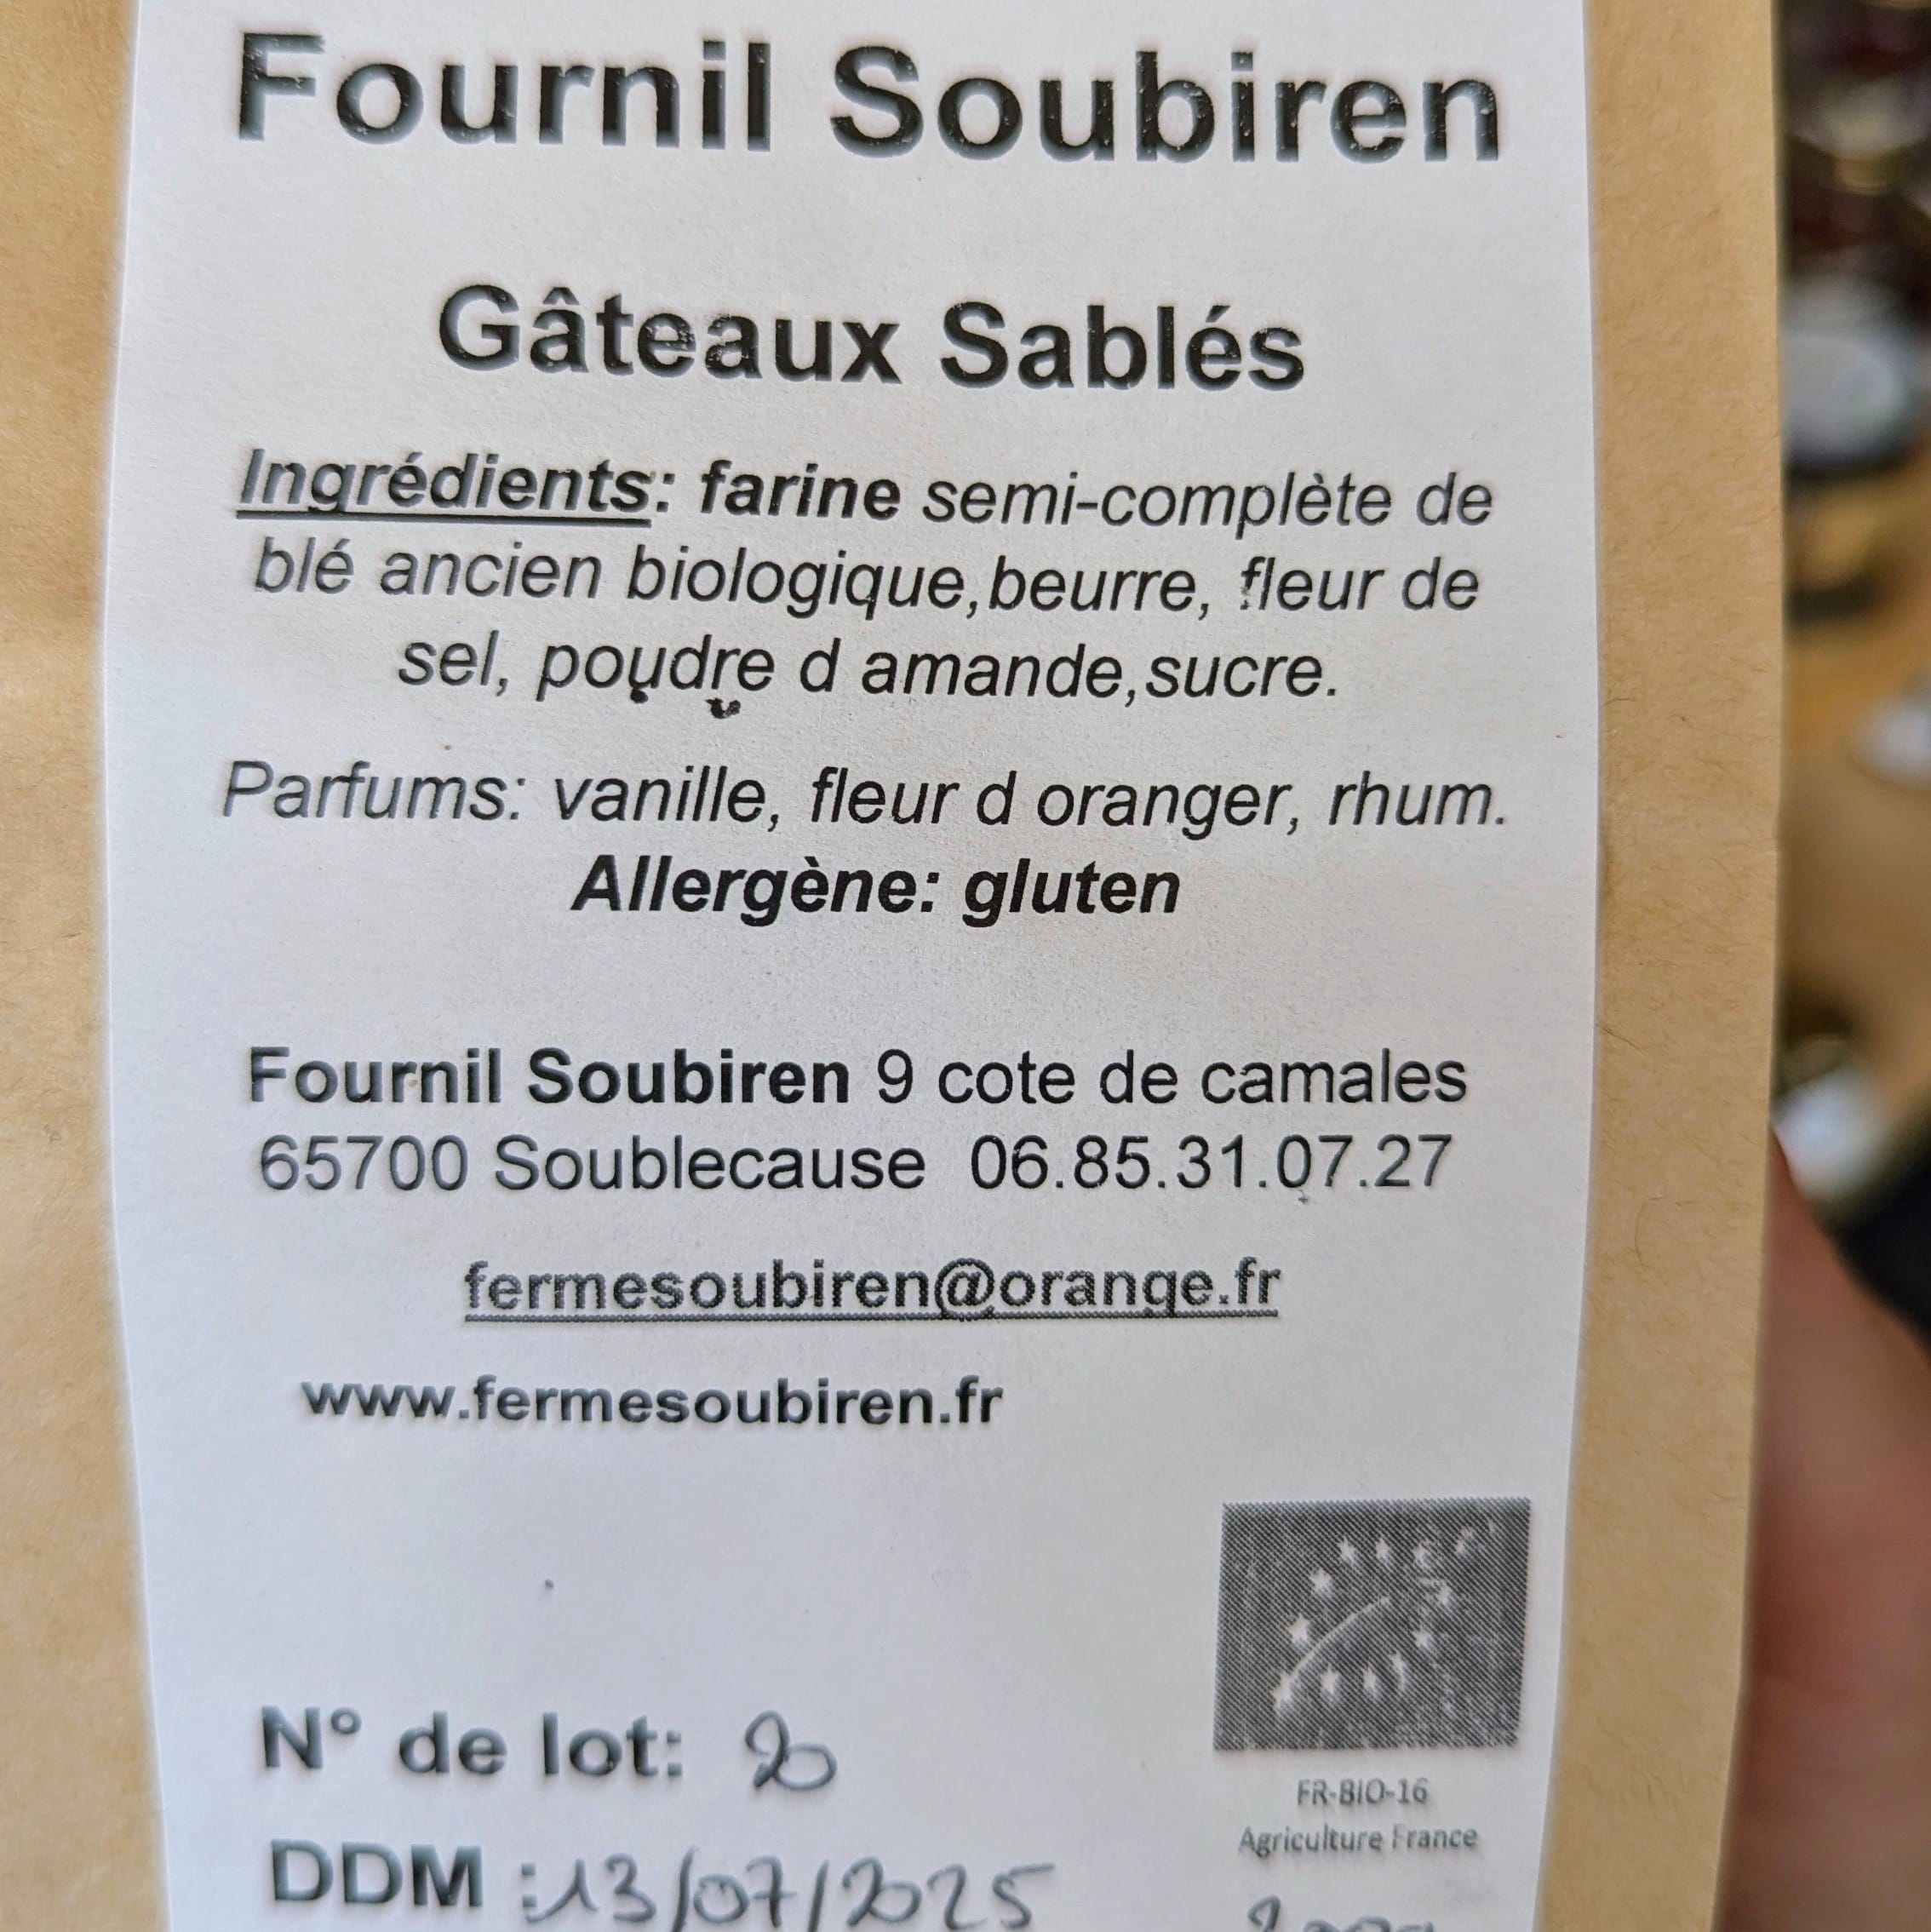 Fournil Soubiren
Gâteaux Sablés
Ingrédients: farine semi-complète de
blé ancien biologique,beurre, fleur de
sel, poudre d amande,sucre.
Parfums: vanille, fleur d oranger, rhum.
Allergène: gluten
Fournil Soubiren 9 cote de camales
65700 Soublecause 06.85.31.07.27
fermesoubiren@orange.fr
www.fermesoubiren.fr
N° de lot: 20
FR-BIO-16
Agriculture France
DDM :13/07/2025